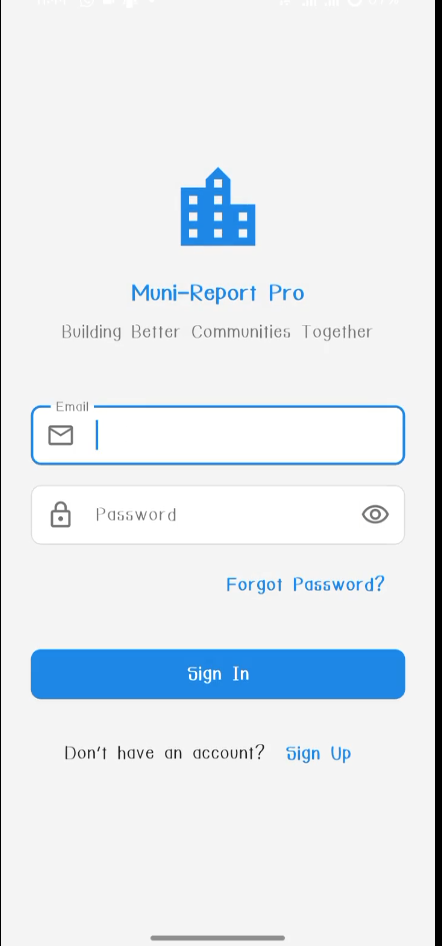 Muni-Report Pro
Building Better Communities Together
Email
Password
Forgot Password?
Sign In
Don't have an account? Sign Up